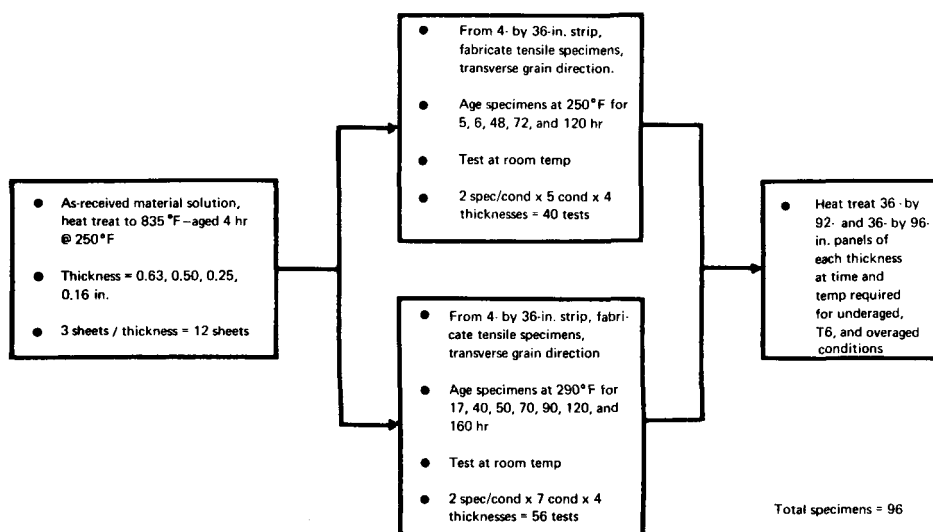 ● As-received material solution,
heat treat to 835 °F–aged 4 hr
@ 250°F
● Thickness = 0.63, 0.50, 0.25,
0.16 in.
● 3 sheets / thickness = 12 sheets
● From 4- by 36-in. strip,
fabricate tensile specimens,
transverse grain direction.
● Age specimens at 250°F for
5, 6, 48, 72, and 120 hr
● Test at room temp
● 2 spec/cond x 5 cond x 4
thicknesses = 40 tests
● From 4- by 36-in. strip, fabri-
cate tensile specimens,
transverse grain direction
● Age specimens at 290°F for
17, 40, 50, 70, 90, 120, and
160 hr
● Test at room temp
● 2 spec/cond x 7 cond x 4
thicknesses = 56 tests
● Heat treat 36 - by
92- and 36- by 96-
in. panels of
each thickness
at time and
temp required
for underaged,
T6, and overaged
conditions
Total specimens = 96